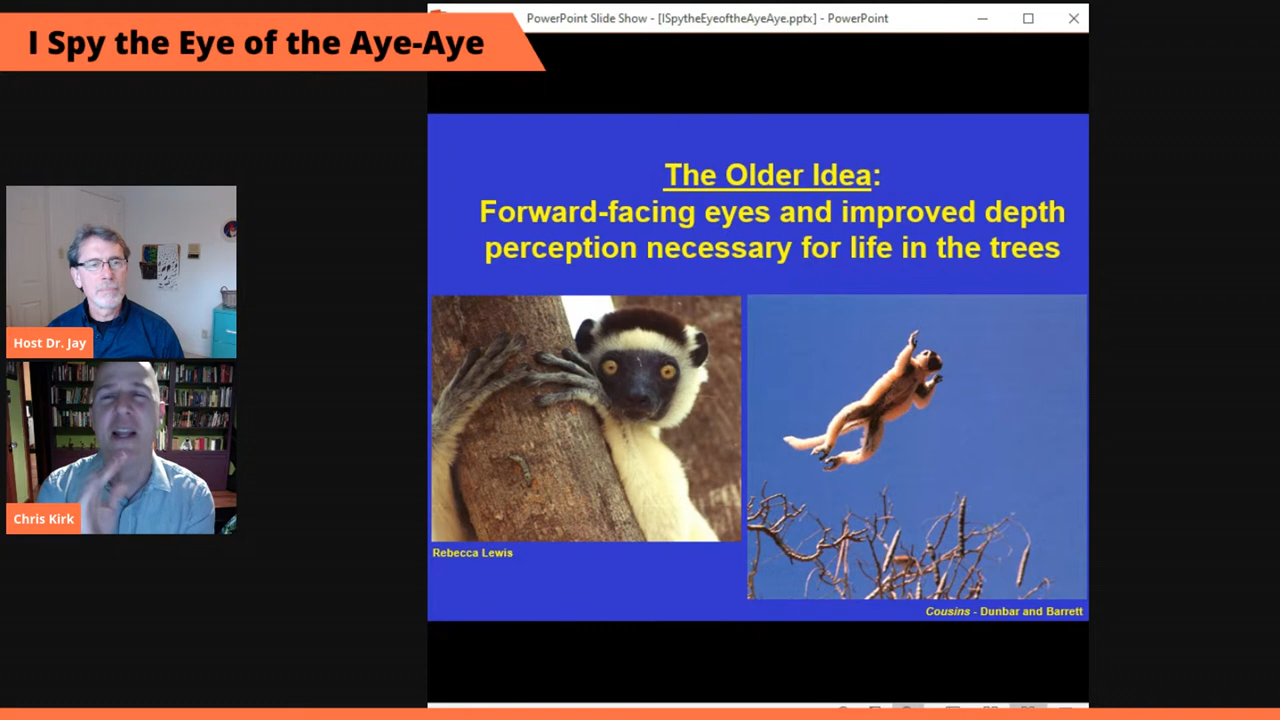 PowerPoint Slide Show - [ISpytheEyeoftheAyeAye.pptx] - PowerPoint
I Spy the Eye of the Aye-Aye
The Older Idea:
Forward-facing eyes and improved depth
perception necessary for life in the trees
Host Dr. Jay
Chris Kirk
Rebecca Lewis
Cousins - Dunbar and Barrett